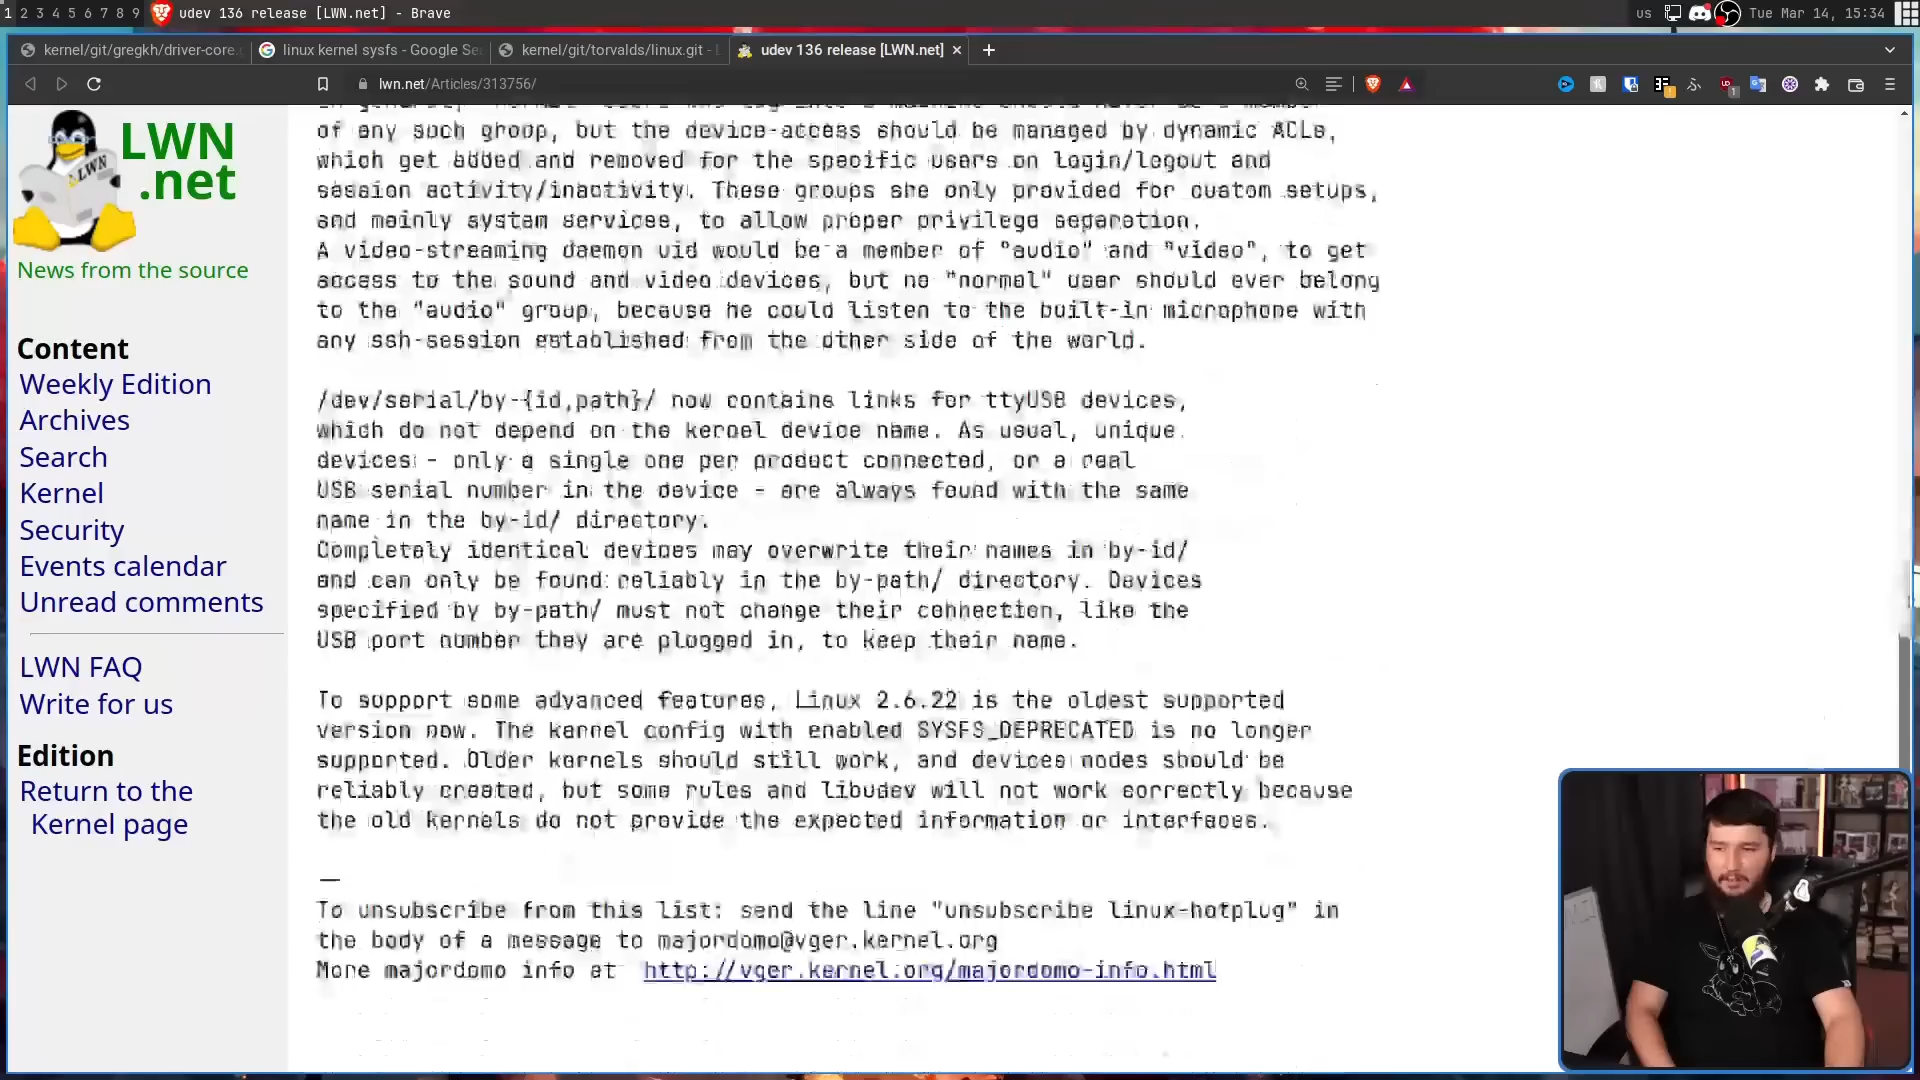 1 2 3 4 5 6 7 8 9 udev 136 release [LWN.net] - Brave
us Tue Mar 14, 15:34
kernel/git/gregkh/driver-core.
linux kernel sysfs - Google Se
kernel/git/torvalds/linux.git -
udev 136 release [LWN.net]
lwn.net/Articles/313756/
LWN
.net
News from the source
Content
Weekly Edition
Archives
Search
Kernel
Security
Events calendar
Unread comments
LWN FAQ
Write for us
Edition
Return to the
Kernel page
of any such group, but the device-access should be managed by dynamic ACLs,
which get added and removed for the specific users on login/logout and
session activity/inactivity. These groups are only provided for custom setups,
and mainly system services, to allow proper privilege separation.
A video-streaming daemon uid would be a member of "audio" and "video", to get
access to the sound and video devices, but no "normal" user should ever belong
to the "audio" group, because he could listen to the built-in microphone with
any ssh-session established from the other side of the world.
/dev/serial/by-{id,path}/ now contains links for ttyUSB devices,
which do not depend on the kernel device name. As usual, unique
devices - only a single one per product connected, or a real
USB serial number in the device - are always found with the same
name in the by-id/ directory.
Completely identical devices may overwrite their names in by-id/
and can only be found reliably in the by-path/ directory. Devices
specified by by-path/ must not change their connection, like the
USB port number they are plugged in, to keep their name.
To support some advanced features, Linux 2.6.22 is the oldest supported
version now. The kernel config with enabled SYSFS_DEPRECATED is no longer
supported. Older kernels should still work, and devices nodes should be
reliably created, but some rules and libudev will not work correctly because
the old kernels do not provide the expected information or interfaces.
—
To unsubscribe from this list: send the line "unsubscribe linux-hotplug" in
the body of a message to majordomo@vger.kernel.org
More majordomo info at http://vger.kernel.org/majordomo-info.html